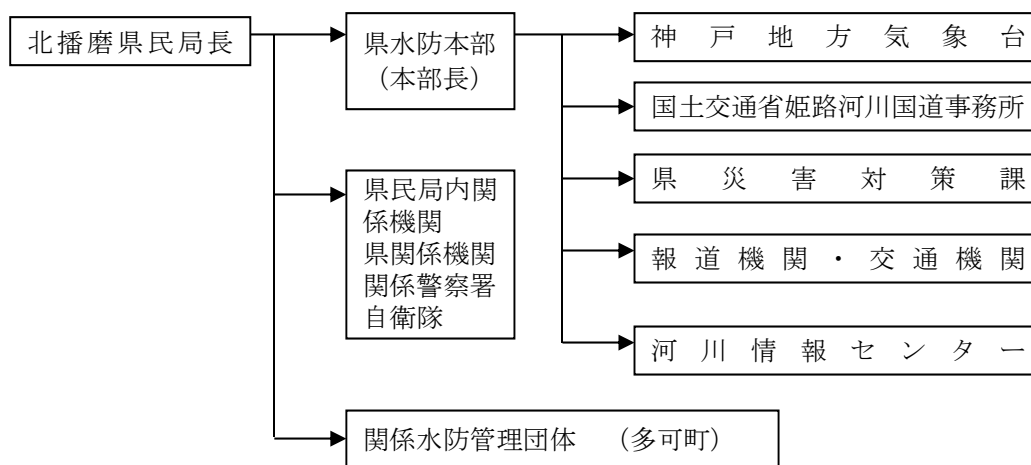 北播磨県民局長
県水防本部
（本部長）
神戸地方気象台
国土交通省姫路河川国道事務所
県災害対策課
報道機関・交通機関
河川情報センター
県民局内関
係機関
県関係機関
関係警察署
自衛隊
関係水防管理団体　（多可町）